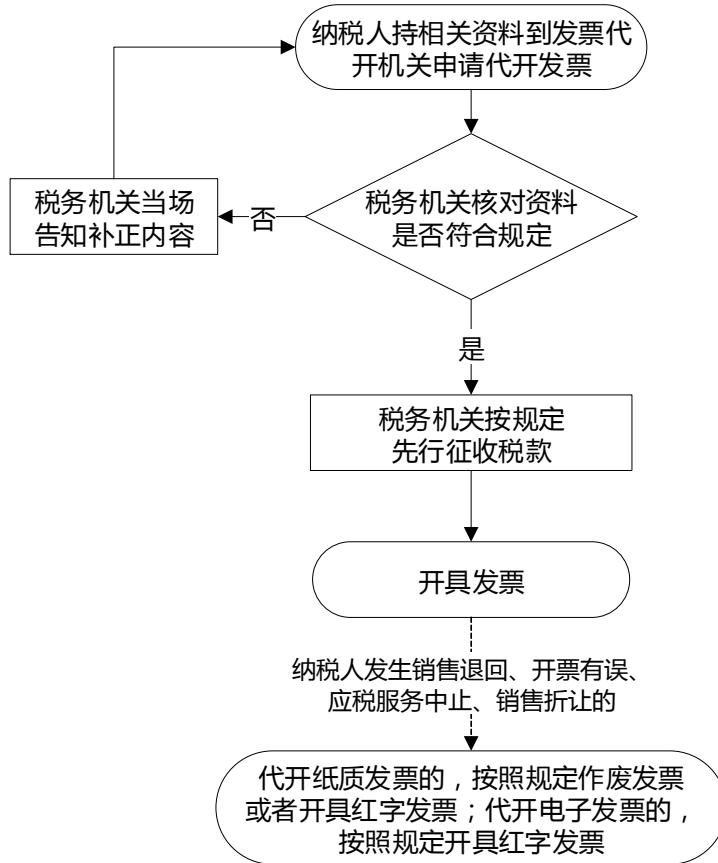 纳税人持相关资料到发票代
开机关申请代开发票
税务机关当场
告知补正内容
否
税务机关核对资料
是否符合规定
是
税务机关按规定
先行征收税款
开具发票
纳税人发生销售退回、开票有误、
应税服务中止、销售折让的
代开纸质发票的，按照规定作废发票
或者开具红字发票；代开电子发票的，
按照规定开具红字发票